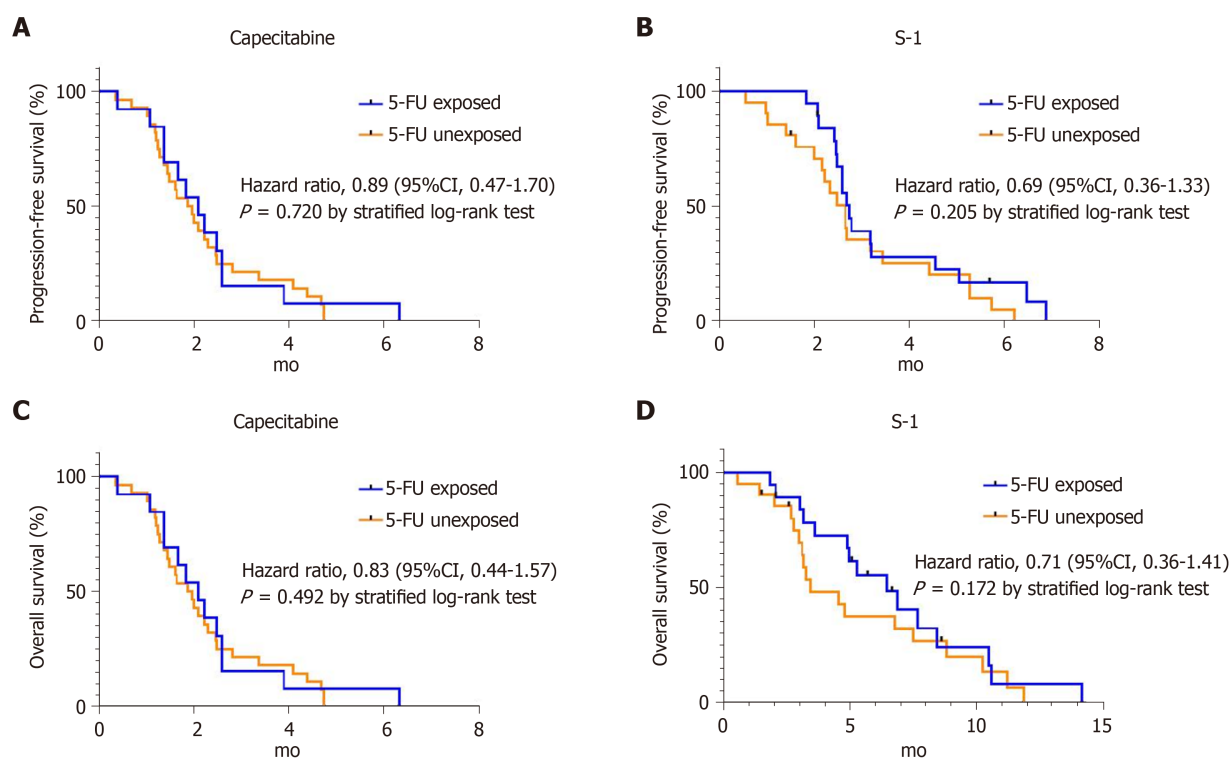 A
Capecitabine
Progression-free survival (%)
100
50
0
5-FU exposed
5-FU unexposed
Hazard ratio, 0.89 (95%CI, 0.47-1.70)
P = 0.720 by stratified log-rank test
0 2 4 6 8
mo
B
S-1
Progression-free survival (%)
100
50
0
5-FU exposed
5-FU unexposed
Hazard ratio, 0.69 (95%CI, 0.36-1.33)
P = 0.205 by stratified log-rank test
0 2 4 6 8
mo
C
Capecitabine
Overall survival (%)
100
50
0
5-FU exposed
5-FU unexposed
Hazard ratio, 0.83 (95%CI, 0.44-1.57)
P = 0.492 by stratified log-rank test
0 2 4 6 8
mo
D
S-1
Overall survival (%)
100
50
0
5-FU exposed
5-FU unexposed
Hazard ratio, 0.71 (95%CI, 0.36-1.41)
P = 0.172 by stratified log-rank test
0 5 10 15
mo